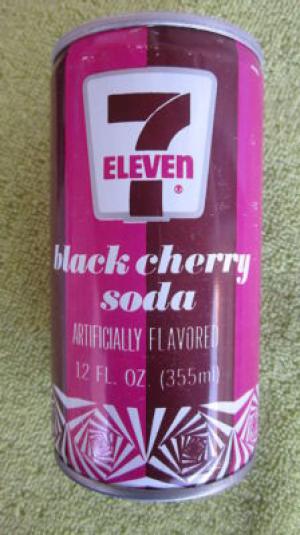 7
ELEVEN
®
black cherry
soda
ARTIFICIALLY FLAVORED
12 FL. OZ. (355ml)